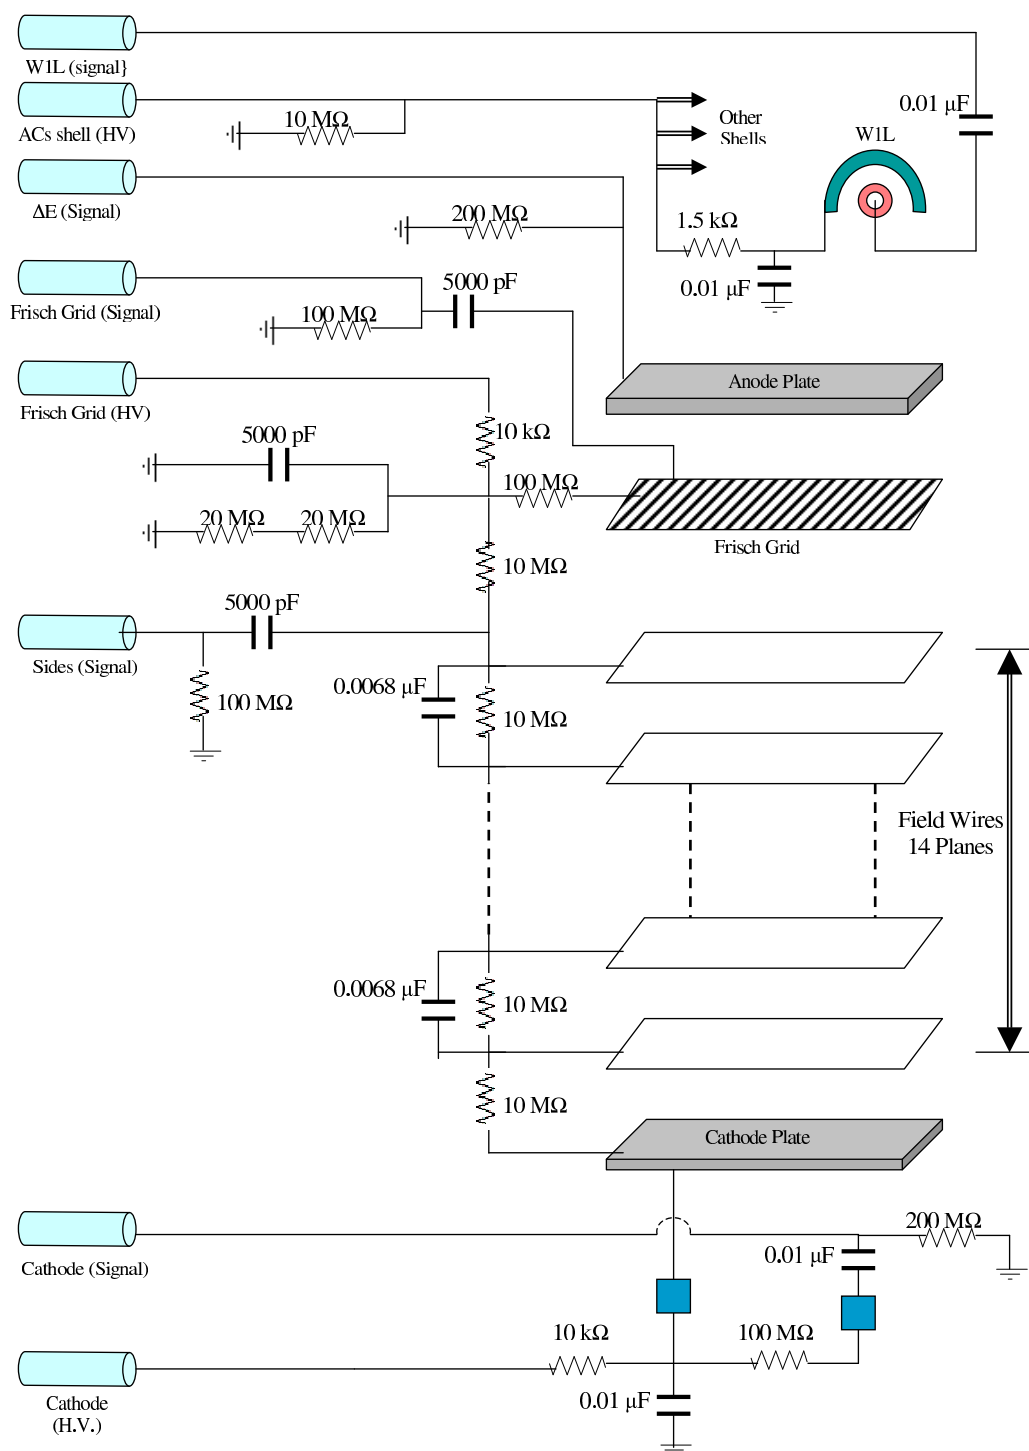 W1L (signal}
0.01 µF
ACs shell (HV)
10 MΩ
Other
Shells
W1L
ΔE (Signal)
200 MΩ
1.5 kΩ
5000 pF
0.01 µF
Frisch Grid (Signal)
100 MΩ
Anode Plate
Frisch Grid (HV)
10 kΩ
5000 pF
100 MΩ
20 MΩ
20 MΩ
Frisch Grid
10 MΩ
5000 pF
Sides (Signal)
0.0068 µF
100 MΩ
10 MΩ
Field Wires
14 Planes
0.0068 µF
10 MΩ
10 MΩ
Cathode Plate
200 MΩ
0.01 µF
Cathode (Signal)
10 kΩ
100 MΩ
0.01 µF
Cathode
(H.V.)